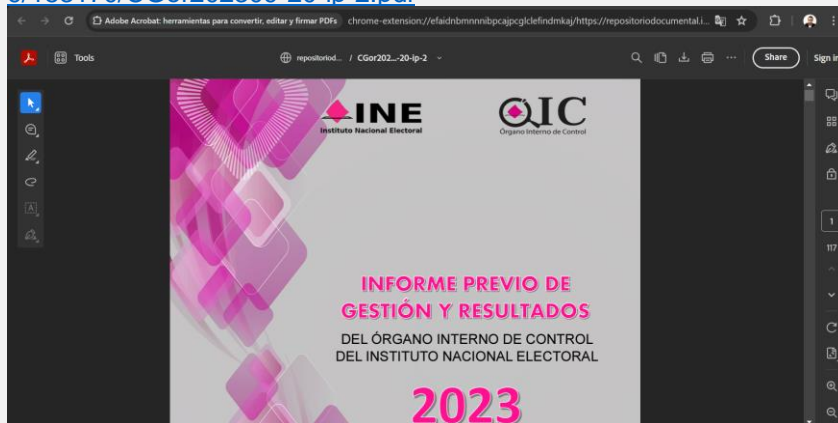 Adobe Acrobat: herramientas para convertir, editar y firmar PDFs chrome-extension://efaidnbmnnnibpcajpcglclefindmkaj/https://repositoriodocumental.i...
Tools repositoriod... / CGor202...-20-ip-2 Share Sign in
INE
Instituto Nacional Electoral
OIC
Órgano Interno de Control
1
117
INFORME PREVIO DE
GESTIÓN Y RESULTADOS
DEL ÓRGANO INTERNO DE CONTROL
DEL INSTITUTO NACIONAL ELECTORAL
2023